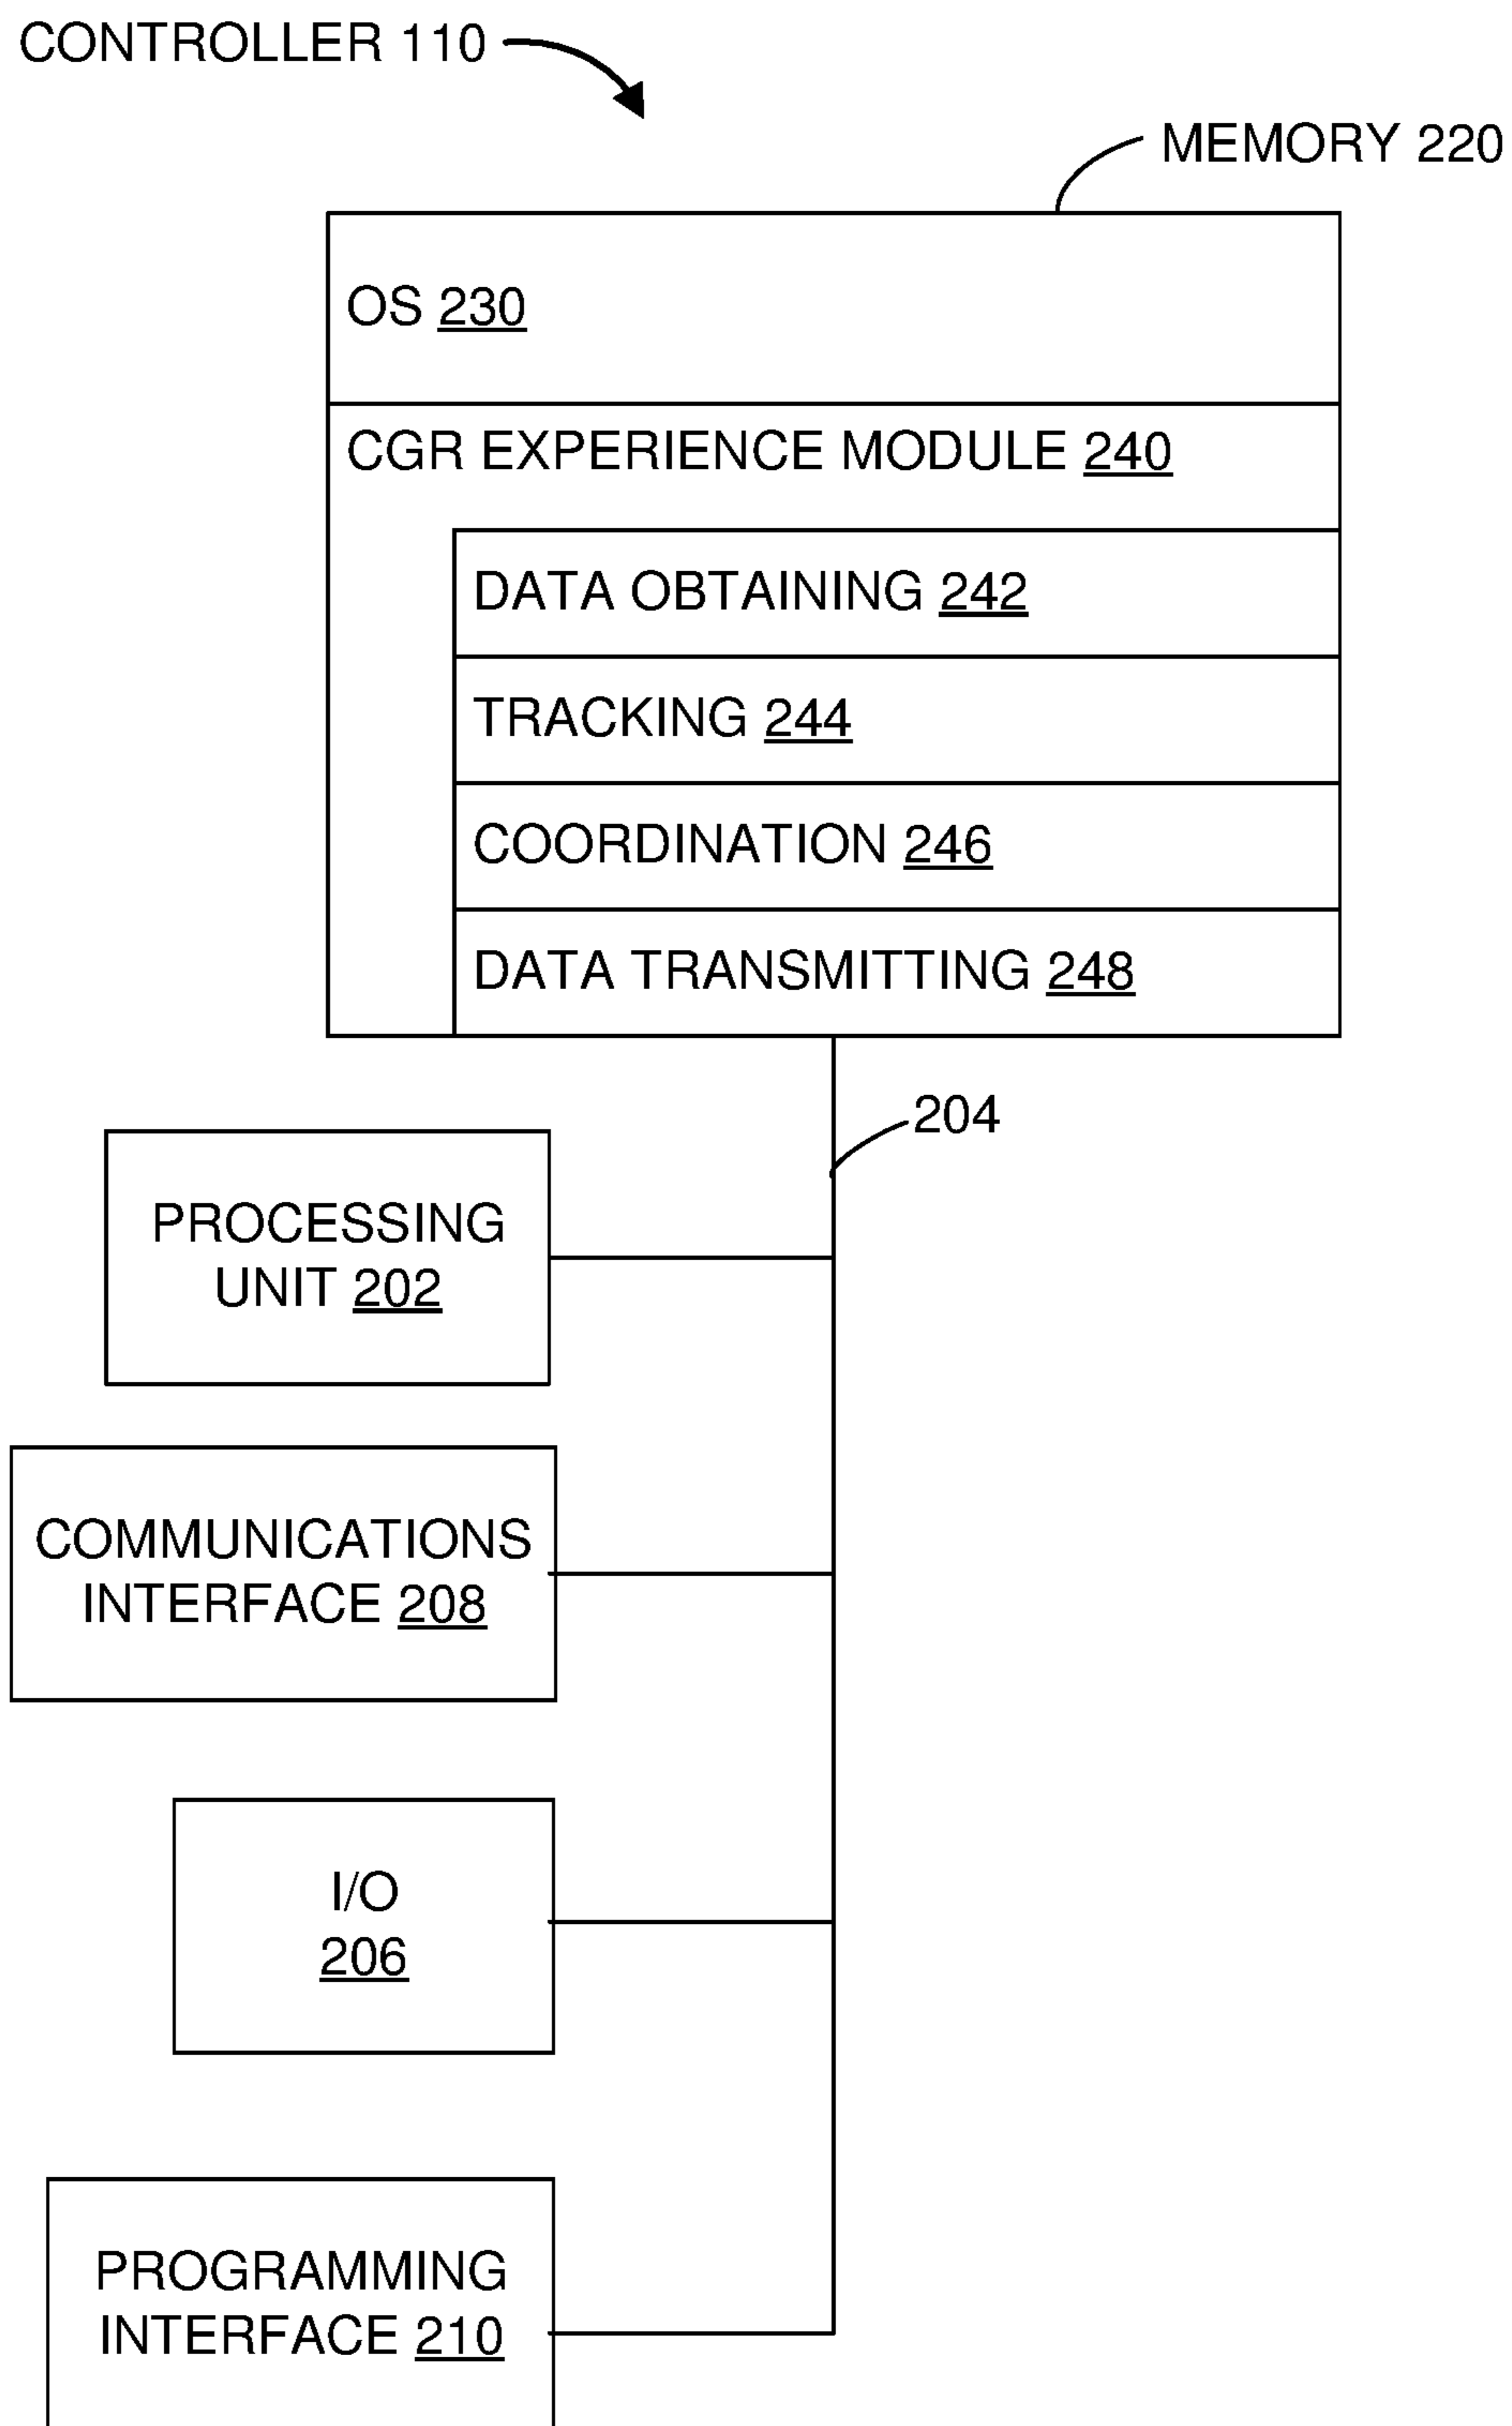 CONTROLLER 110
MEMORY 220
OS 230
CGR EXPERIENCE MODULE 240
DATA OBTAINING 242
TRACKING 244
COORDINATION 246
DATA TRANSMITTING 248
204
PROCESSING
UNIT 202
COMMUNICATIONS
INTERFACE 208
I/O
206
PROGRAMMING
INTERFACE 210